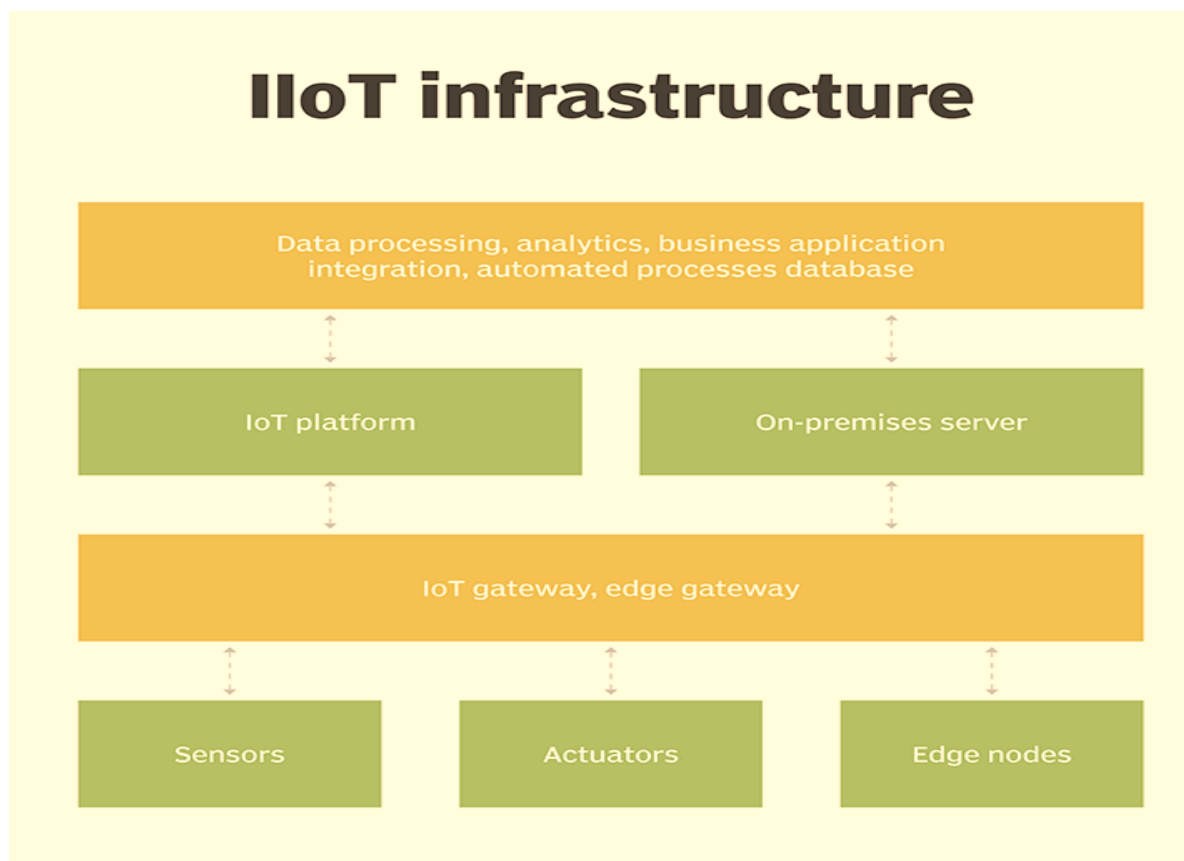 IIoT infrastructure
Data processing, analytics, business application
integration, automated processes database
IoT platform
On-premises server
IoT gateway, edge gateway
Sensors
Actuators
Edge nodes